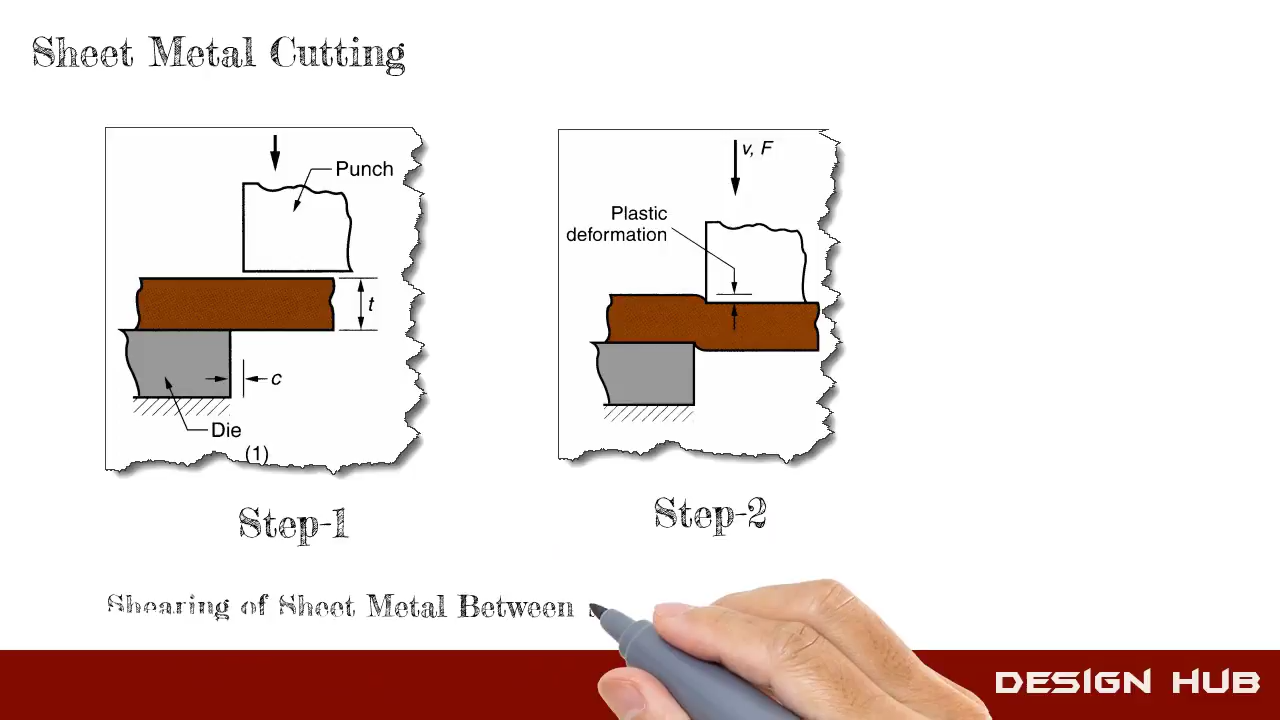 Sheet Metal Cutting
Punch
t
c
Die
(1)
Step-1
v, F
Plastic
deformation
Step-2
Shearing of Sheet Metal Between
DESIGN HUB